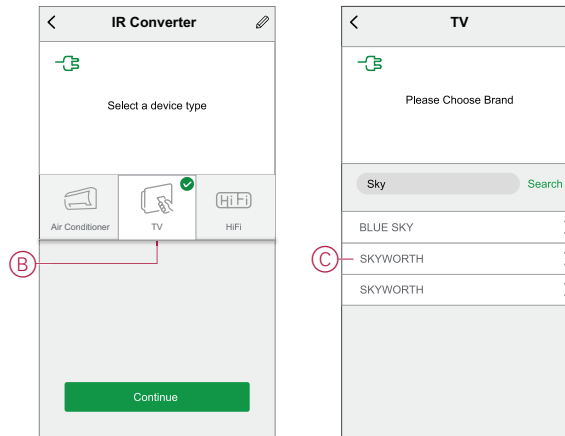 IR Converter
Select a device type
Air Conditioner
TV
HiFi
HiFi
B
Continue
TV
Please Choose Brand
Sky
Search
BLUE SKY
C
SKYWORTH
SKYWORTH